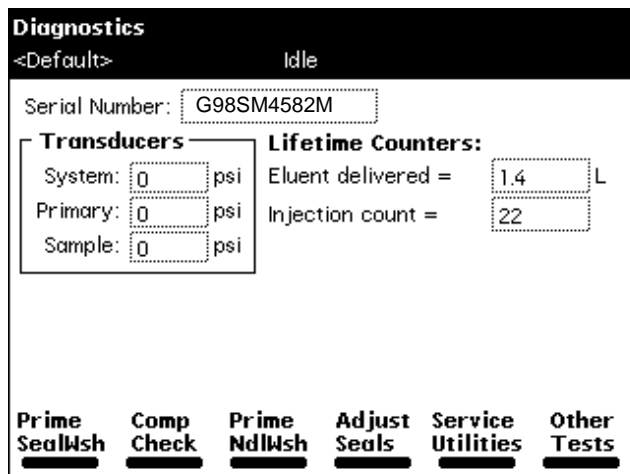 Diagnostics
<Default> Idle
Serial Number: G98SM4582M
Transducers
System: 0 psi
Primary: 0 psi
Sample: 0 psi
Lifetime Counters:
Eluent delivered = 1.4 L
Injection count = 22
Prime SealWsh
Comp Check
Prime NdlWsh
Adjust Seals
Service Utilities
Other Tests